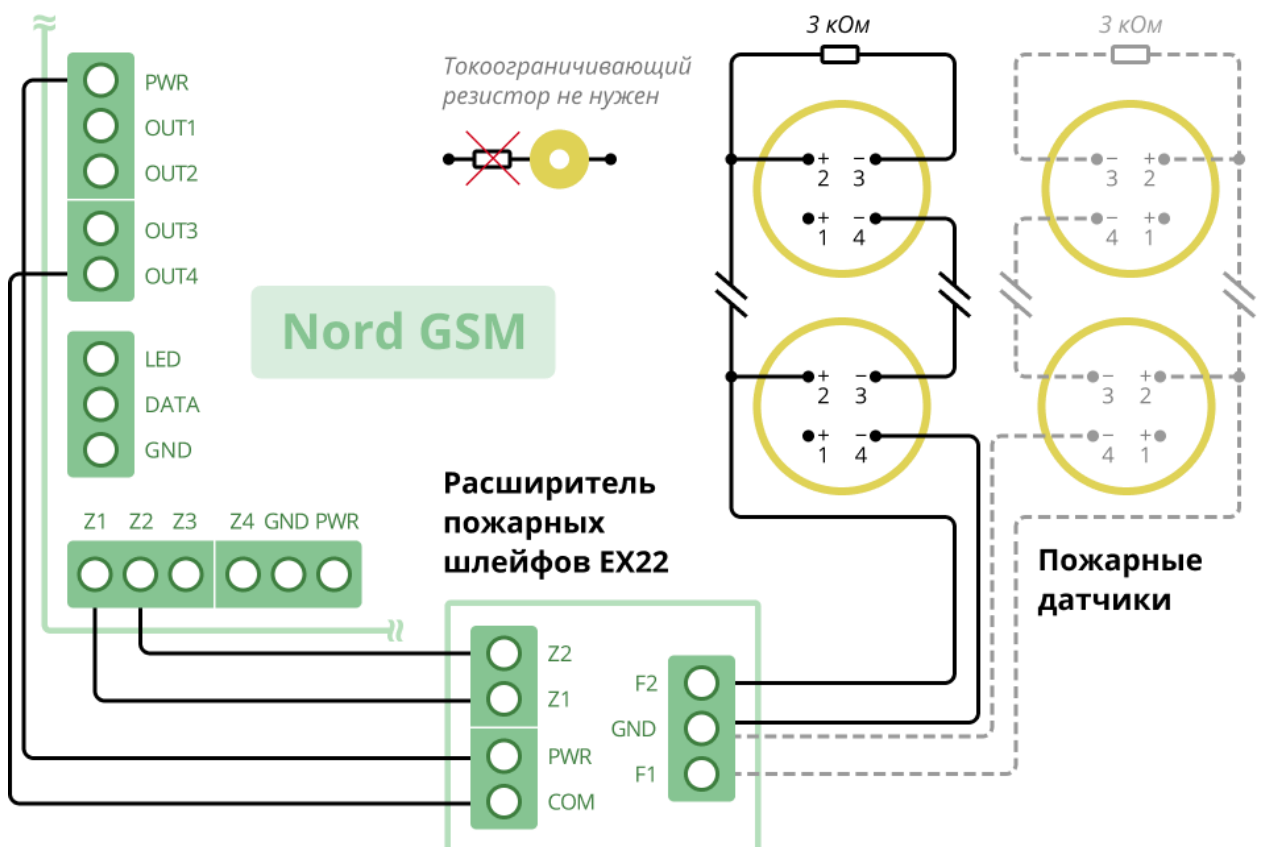 3 кОм
3 кОм
Токоограничивающий
резистор не нужен
PWR
OUT1
OUT2
OUT3
OUT4
Nord GSM
LED
DATA
GND
Z1 Z2 Z3 Z4 GND PWR
+ −
2 3
+ −
1 4
+ −
2 3
+ −
1 4
− +
3 2
− +
4 1
− +
3 2
− +
4 1
Расширитель
пожарных
шлейфов EX22
Пожарные
датчики
Z2
Z1
PWR
COM
F2
GND
F1